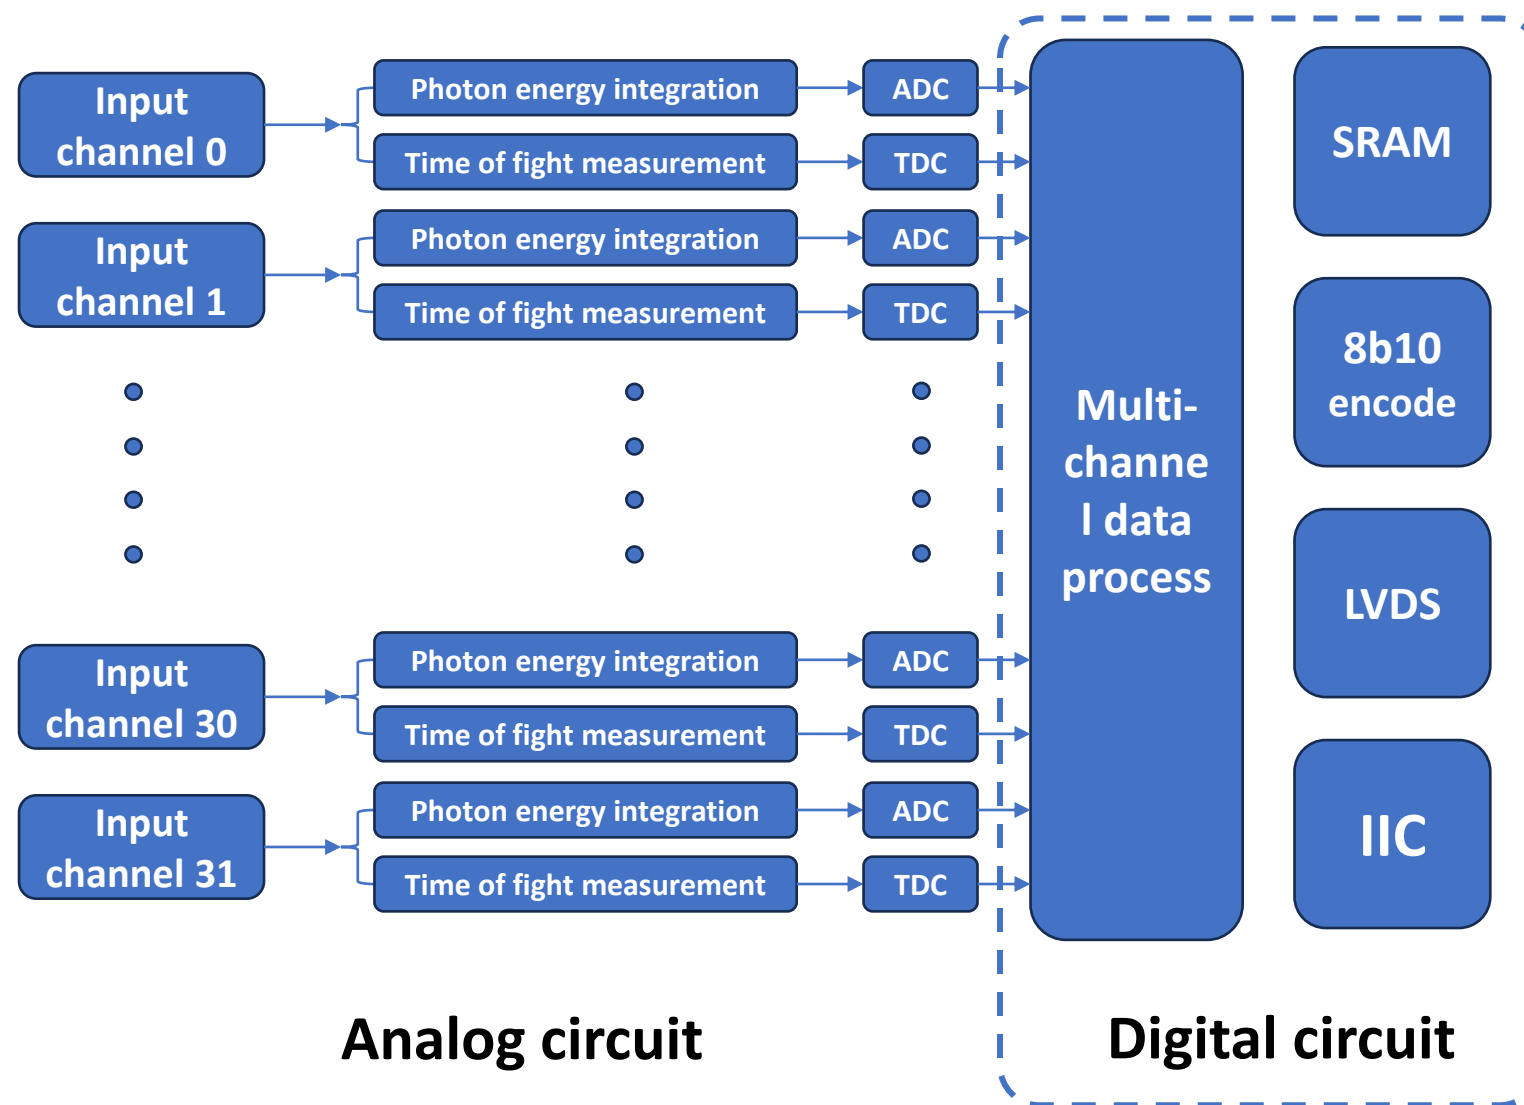 Input
channel 0
Photon energy integration
ADC
Time of fight measurement
TDC
Input
channel 1
Photon energy integration
ADC
Time of fight measurement
TDC
Input
channel 30
Photon energy integration
ADC
Time of fight measurement
TDC
Input
channel 31
Photon energy integration
ADC
Time of fight measurement
TDC
Multi-
channe
l data
process
SRAM
8b10
encode
LVDS
IIC
Analog circuit
Digital circuit